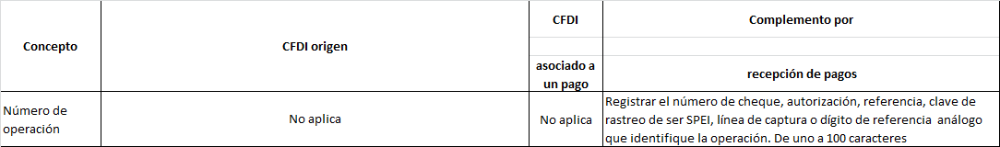 Concepto
CFDI origen
CFDI
asociado a
un pago
Complemento por
recepción de pagos
Número de
operación
No aplica
No aplica
Registrar el número de cheque, autorización, referencia, clave de
rastreo de ser SPEI, línea de captura o dígito de referencia  análogo
que identifique la operación. De uno a 100 caracteres